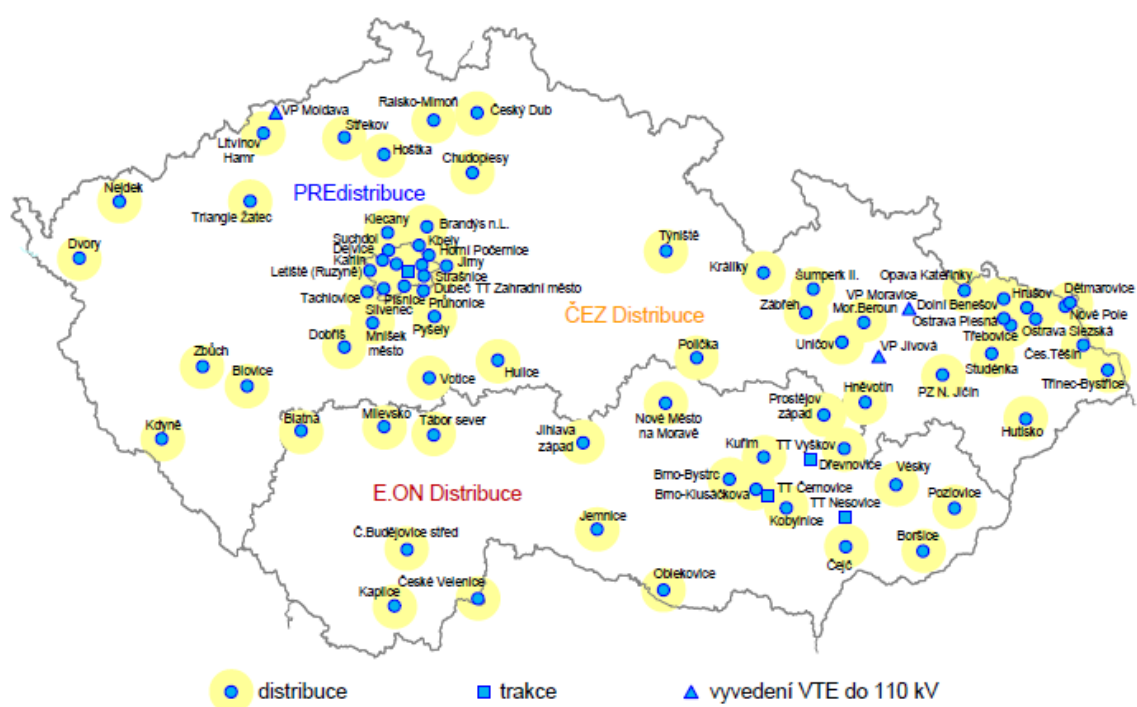 Ralsko-Mimoň
Český Dub
VP Moldava
Střekov
Litvínov
Hamr
Hoštka
Chudoplesy
Nejdek
PREdistribuce
Triangle Žatec
Klecany
Brandýs n.L.
Suchdol
Kbely
Dejvice
Horní Počernice
Karlín
Jirny
Letiště (Ruzyně)
Strašnice
Dubeč TT Zahradní město
Tachlovice
Písnice
Průhonice
Slivenec
Pyšely
Mníšek
město
Dobříš
Dvory
Týniště
Králíky
Šumperk II.
Opava Kateřinky
Dětmarovice
VP Moravice
Dolní Benešov
Hrušov
Zábřeh
Mor.Beroun
Ostrava Plesná
Nové Pole
Ostrava Slezská
ČEZ Distribuce
Třebovice
Uničov
VP Jívová
Studénka
Čes.Těšín
Polička
Zbůch
Hulice
Blovice
Votice
Hněvotín
PZ N. Jičín
Třinec-Bystřice
Kdyně
Blatná
Milevsko
Tábor sever
Jihlava
západ
Nové Město
na Moravě
Prostějov
západ
Hutisko
Kuřim
TT Vyškov
Dřevnovice
Brno-Bystrc
Věsky
E.ON Distribuce
Brno-Klusáčkova
TT Černovice
TT Nesovice
Pozlovice
Kobylnice
Jemnice
Č.Budějovice střed
Čejč
Boršice
Kaplice
České Velenice
Oblekovice
distribuce
trakce
vyvedení VTE do 110 kV